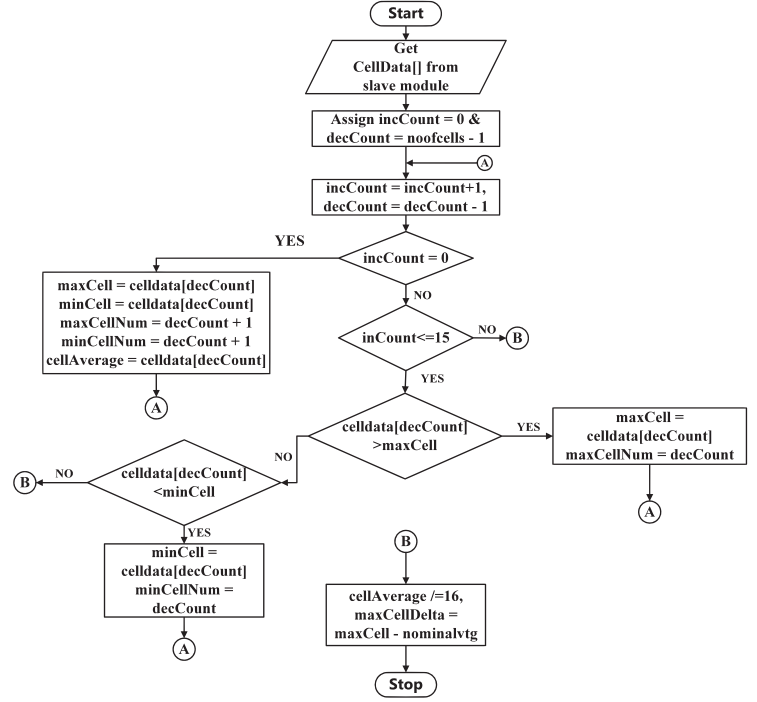 Start
Get
CellData[] from
slave module
Assign incCount = 0 &
decCount = noofcells - 1
A
incCount = incCount+1,
decCount = decCount - 1
YES
incCount = 0
maxCell = celldata[decCount]
minCell = celldata[decCount]
maxCellNum = decCount + 1
minCellNum = decCount + 1
cellAverage = celldata[decCount]
A
NO
inCount<=15
NO
B
YES
celldata[decCount]
>maxCell
YES
maxCell =
celldata[decCount]
maxCellNum = decCount
A
NO
celldata[decCount]
<minCell
NO
B
YES
minCell =
celldata[decCount]
minCellNum =
decCount
A
B
cellAverage /=16,
maxCellDelta =
maxCell - nominalvtg
Stop